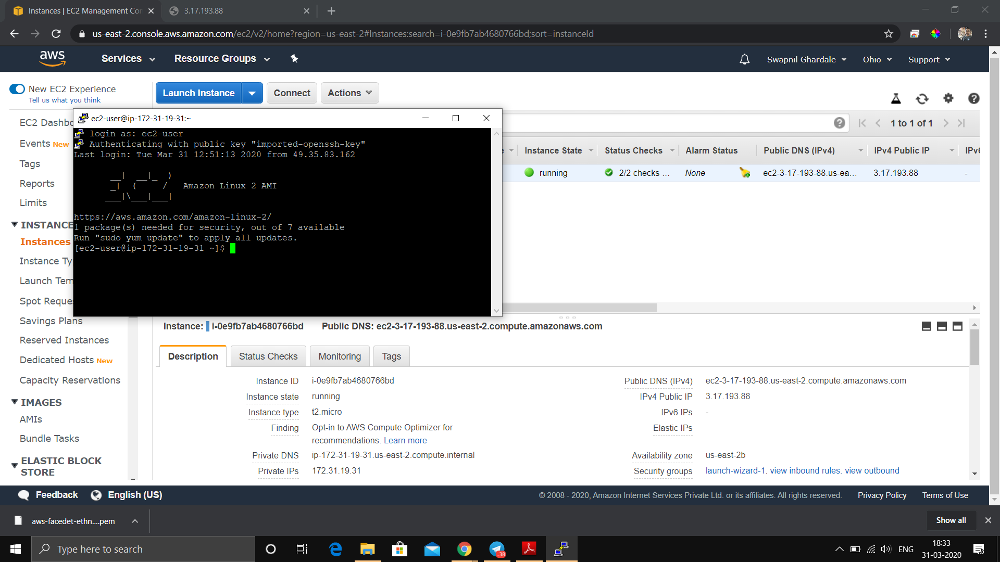 Instances | EC2 Management Con
3.17.193.88
us-east-2.console.aws.amazon.com/ec2/v2/home?region=us-east-2#Instances:search=i-0e9fb7ab4680766bd;sort=instanceId
aws
Services
Resource Groups
Swapnil Ghardale
Ohio
Support
New EC2 Experience
Tell us what you think
Launch Instance
Connect
Actions
EC2 Dashbo
Events New
Tags
Reports
Limits
INSTANCE
Instances
Instance Ty
Launch Tem
Spot Reque
Savings Plans
Reserved Instances
Dedicated Hosts New
Capacity Reservations
IMAGES
AMIs
Bundle Tasks
ELASTIC BLOCK
STORE
ec2-user@ip-172-31-19-31:~
login as: ec2-user
Authenticating with public key "imported-openssh-key"
Last login: Tue Mar 31 12:51:13 2020 from 49.35.83.162
__|  __|_  )
_|  (     /   Amazon Linux 2 AMI
___|\___|___|
https://aws.amazon.com/amazon-linux-2/
1 package(s) needed for security, out of 7 available
Run "sudo yum update" to apply all updates.
[ec2-user@ip-172-31-19-31 ~]$
1 to 1 of 1
Instance State
Status Checks
Alarm Status
Public DNS (IPv4)
IPv4 Public IP
IPv6
running
2/2 checks ...
None
ec2-3-17-193-88.us-ea...
3.17.193.88
-
Instance: i-0e9fb7ab4680766bd Public DNS: ec2-3-17-193-88.us-east-2.compute.amazonaws.com
Description
Status Checks
Monitoring
Tags
Instance ID i-0e9fb7ab4680766bd
Instance state running
Instance type t2.micro
Finding Opt-in to AWS Compute Optimizer for
recommendations. Learn more
Private DNS ip-172-31-19-31.us-east-2.compute.internal
Private IPs 172.31.19.31
Public DNS (IPv4) ec2-3-17-193-88.us-east-2.compute.amazonaws.com
IPv4 Public IP 3.17.193.88
IPv6 IPs -
Elastic IPs
Availability zone us-east-2b
Security groups launch-wizard-1. view inbound rules. view outbound
Feedback
English (US)
© 2008 - 2020, Amazon Internet Services Private Ltd. or its affiliates. All rights reserved.
Privacy Policy
Terms of Use
aws-facedet-ethn....pem
Show all
Type here to search
38
ENG
18:33
31-03-2020